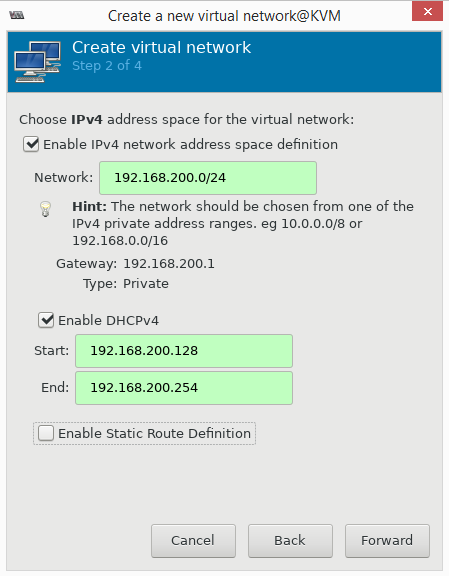 Create a new virtual network@KVM
Create virtual network
Step 2 of 4
Choose IPv4 address space for the virtual network:
Enable IPv4 network address space definition
Network: 192.168.200.0/24
Hint: The network should be chosen from one of the
IPv4 private address ranges. eg 10.0.0.0/8 or
192.168.0.0/16
Gateway: 192.168.200.1
Type: Private
Enable DHCPv4
Start: 192.168.200.128
End: 192.168.200.254
Enable Static Route Definition
Cancel Back Forward